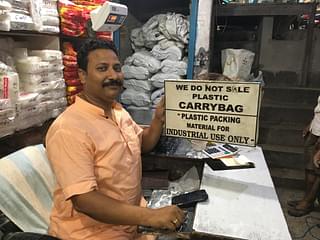 WE DO NOT SALE
PLASTIC
CARRYBAG
* PLASTIC PACKING
MATERIAL FOR
INDUSTRIAL USE ONLY *